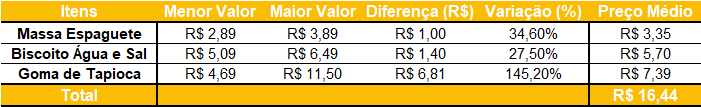 Itens Menor Valor Maior Valor Diferença (R$) Variação (%) Preço Médio
Massa Espaguete R$ 2,89 R$ 3,89 R$ 1,00 34,60% R$ 3,35
Biscoito Água e Sal R$ 5,09 R$ 6,49 R$ 1,40 27,50% R$ 5,70
Goma de Tapioca R$ 4,69 R$ 11,50 R$ 6,81 145,20% R$ 7,39
Total R$ 16,44